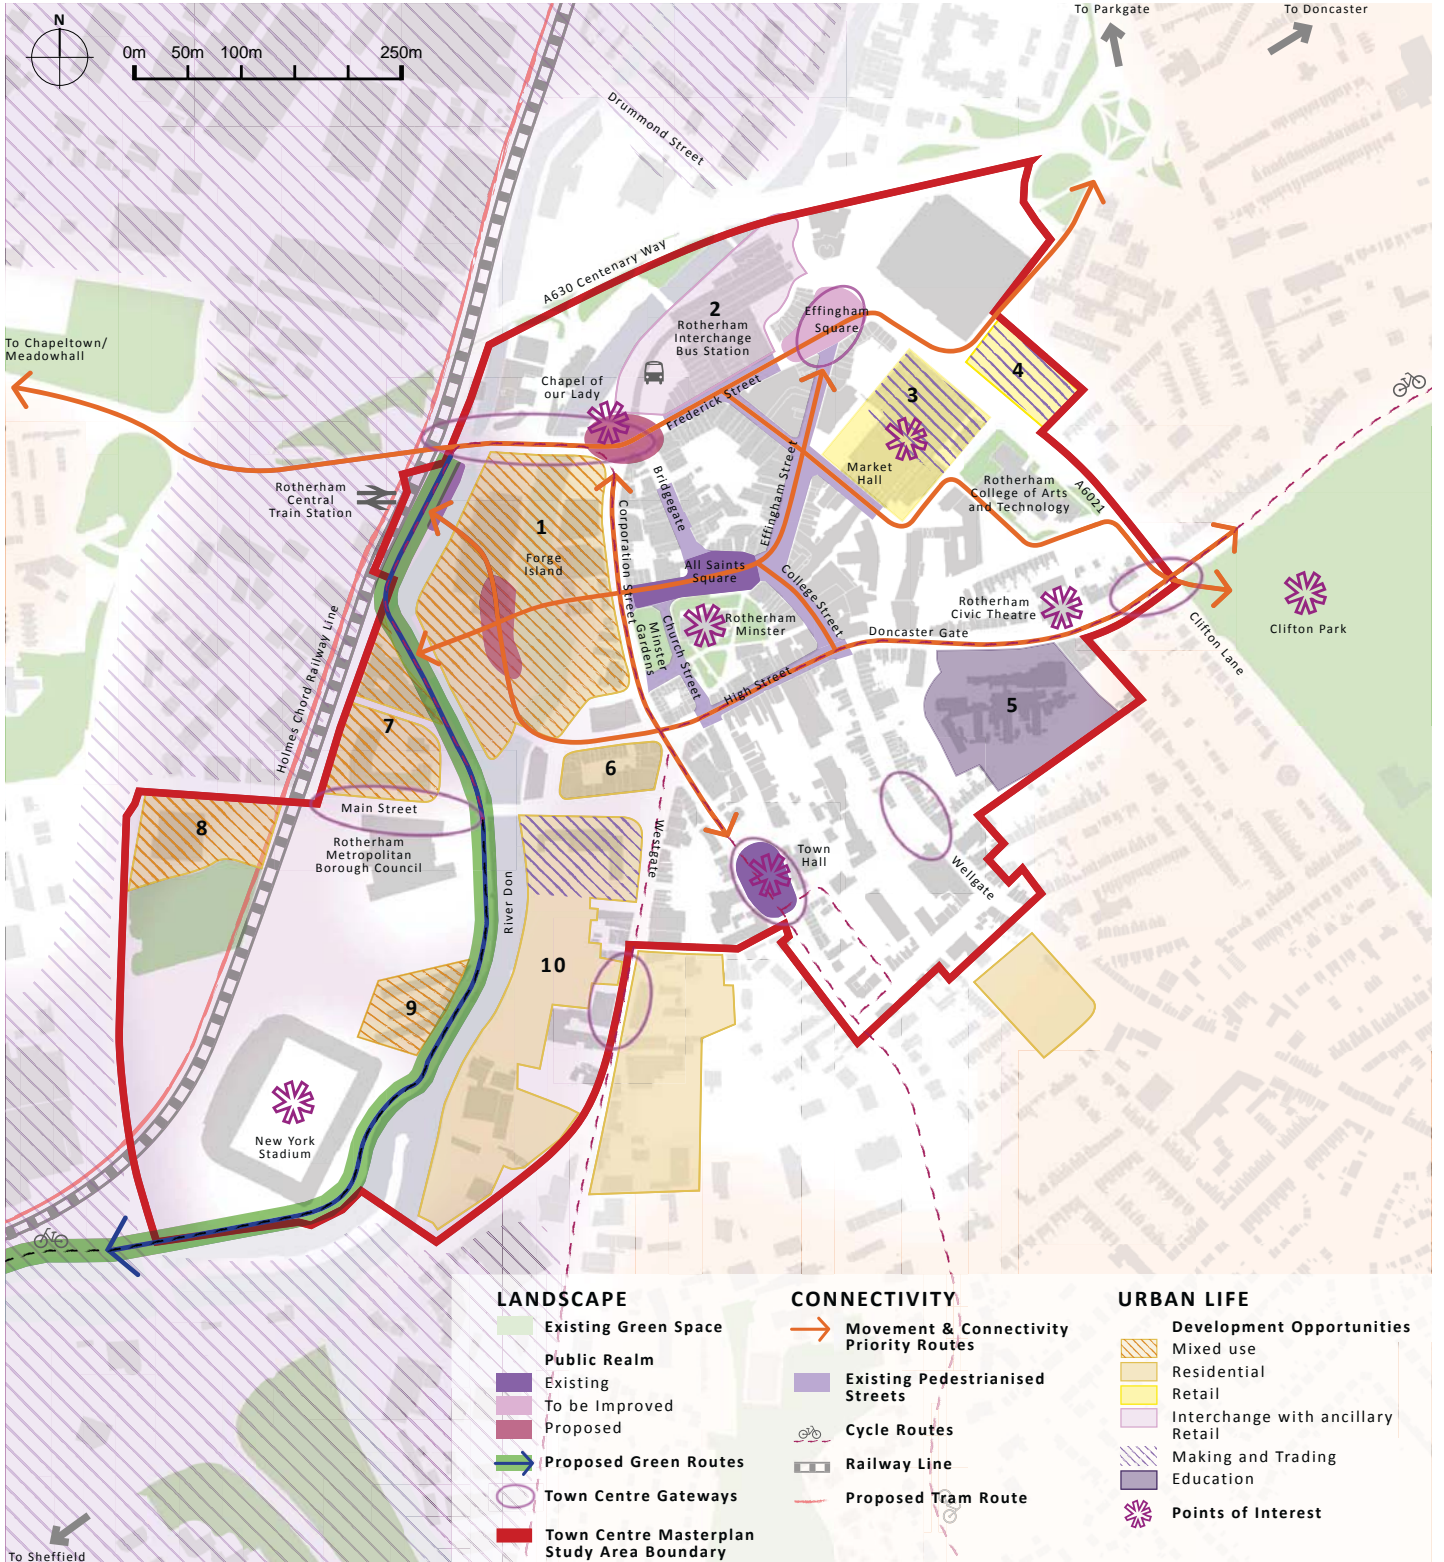 To Parkgate
To Doncaster
N
0m 50m 100m 250m
Drummond Street
A630 Centenary Way
2
Rotherham
Interchange
Bus Station
Effingham
Square
To Chapeltown/
Meadowhall
Chapel of
our Lady
Frederick Street
3
4
Market
Hall
Rotherham
College of Arts
and Technology
A6021
Rotherham
Central
Train Station
1
Forge
Island
Bridgegate
Corporation Street
Effingham Street
All Saints
Square
College Street
Rotherham
Minster
Minster
Gardens
Church Street
High Street
Doncaster Gate
Rotherham
Civic Theatre
Clifton Park
Clifton Lane
Holmes Chord Railway Line
5
7
6
8
Main Street
Rotherham
Metropolitan
Borough Council
Westgate
Town
Hall
Wellgate
River Don
10
9
New York
Stadium
To Sheffield
LANDSCAPE
Existing Green Space
Public Realm
Existing
To be Improved
Proposed
Proposed Green Routes
Town Centre Gateways
Town Centre Masterplan
Study Area Boundary
CONNECTIVITY
Movement & Connectivity
Priority Routes
Existing Pedestrianised
Streets
Cycle Routes
Railway Line
Proposed Tram Route
URBAN LIFE
Development Opportunities
Mixed use
Residential
Retail
Interchange with ancillary
Retail
Making and Trading
Education
Points of Interest